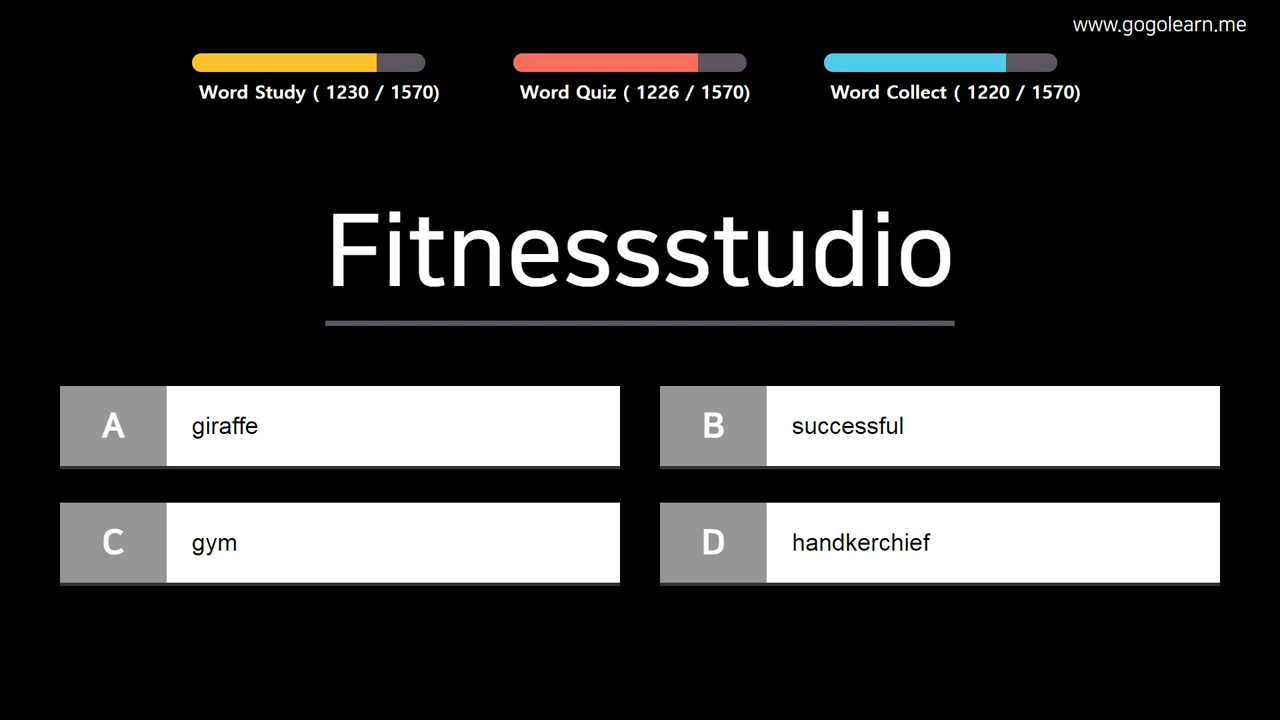 www.gogolearn.me
Word Study ( 1230 / 1570)
Word Quiz ( 1226 / 1570)
Word Collect ( 1220 / 1570)
Fitnessstudio
A giraffe
B successful
C gym
D handkerchief